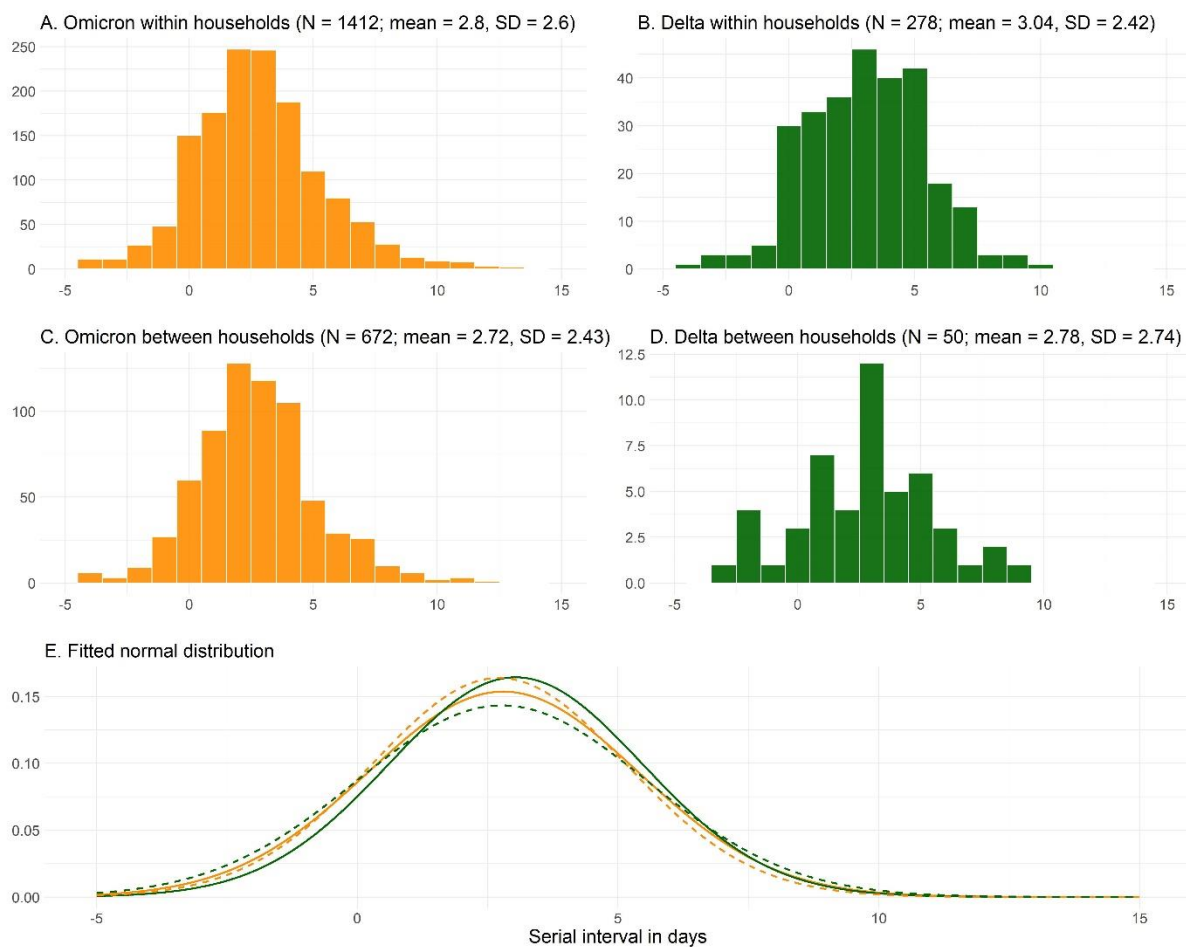 A. Omicron within households (N = 1412; mean = 2.8, SD = 2.6)
250
200
150
100
50
0
-5 0 5 10 15
B. Delta within households (N = 278; mean = 3.04, SD = 2.42)
40
30
20
10
0
-5 0 5 10 15
C. Omicron between households (N = 672; mean = 2.72, SD = 2.43)
100
50
0
-5 0 5 10 15
D. Delta between households (N = 50; mean = 2.78, SD = 2.74)
12.5
10.0
7.5
5.0
2.5
0.0
-5 0 5 10 15
E. Fitted normal distribution
0.15
0.10
0.05
0.00
-5 0 5 10 15
Serial interval in days